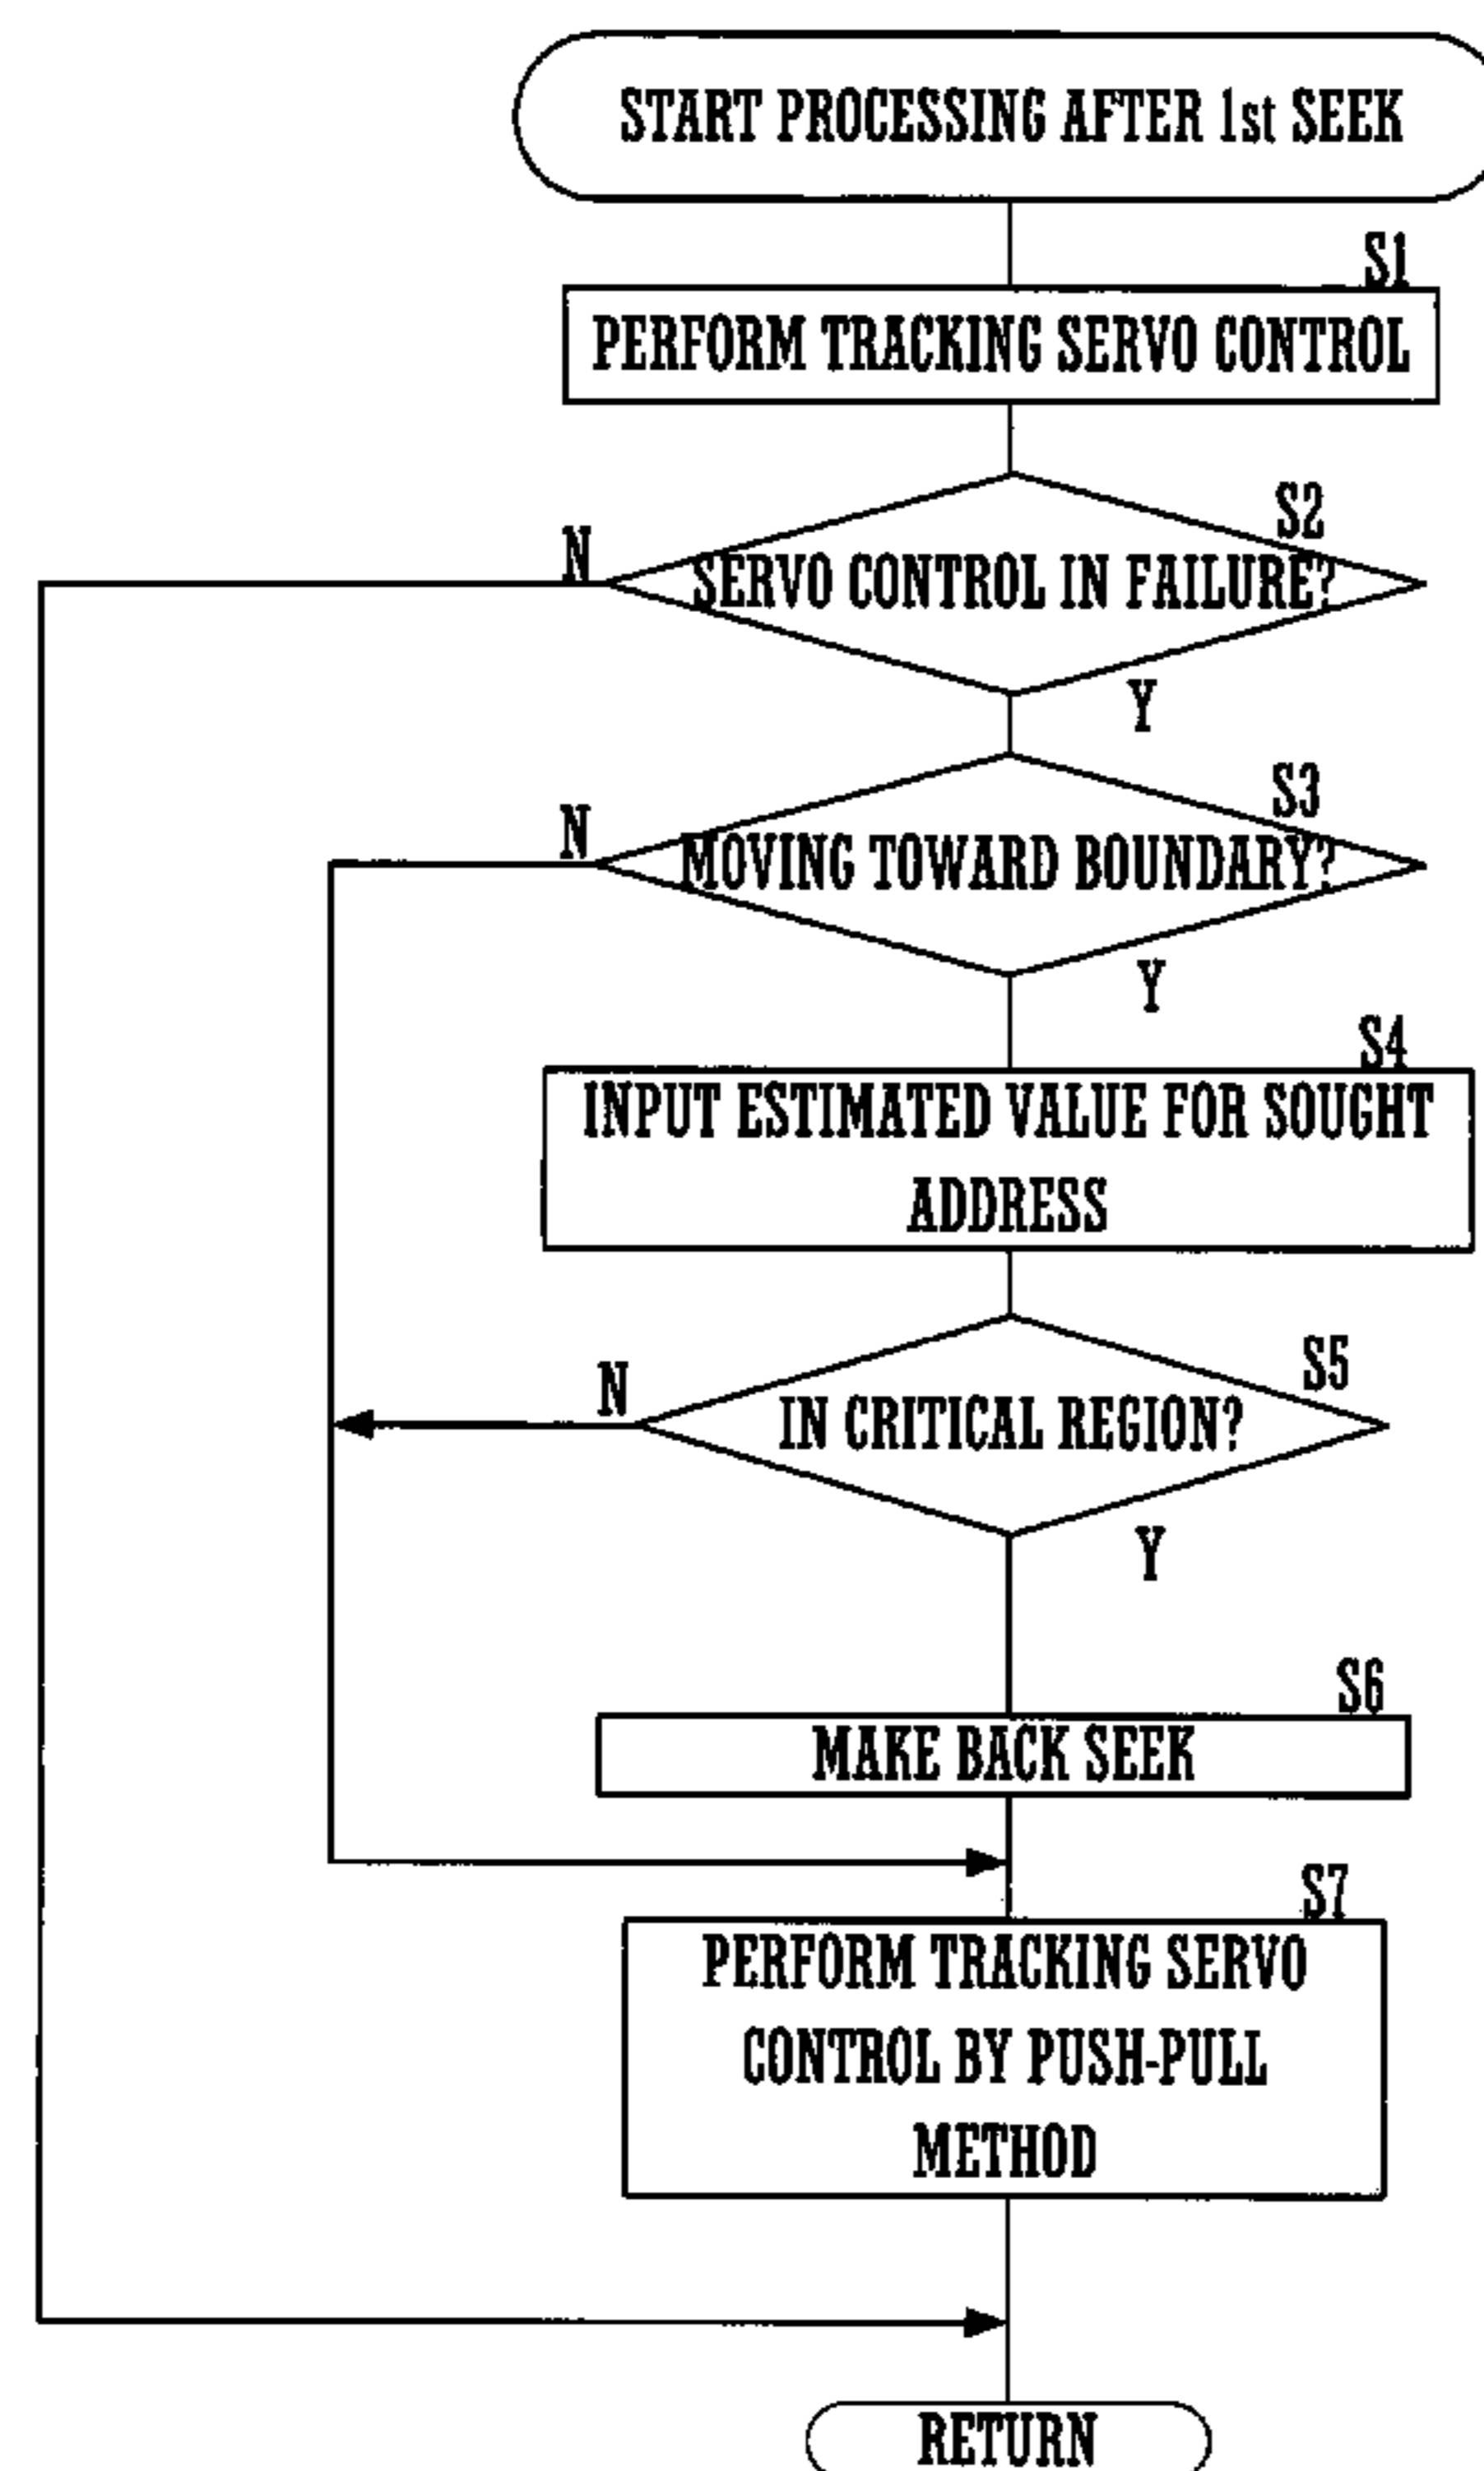 START PROCESSING AFTER 1st SEEK
S1
PERFORM TRACKING SERVO CONTROL
S2
N
SERVO CONTROL IN FAILURE?
Y
S3
N
MOVING TOWARD BOUNDARY?
Y
S4
INPUT ESTIMATED VALUE FOR SOUGHT
ADDRESS
S5
N
IN CRITICAL REGION?
Y
S6
MAKE BACK SEEK
S7
PERFORM TRACKING SERVO
CONTROL BY PUSH-PULL
METHOD
RETURN